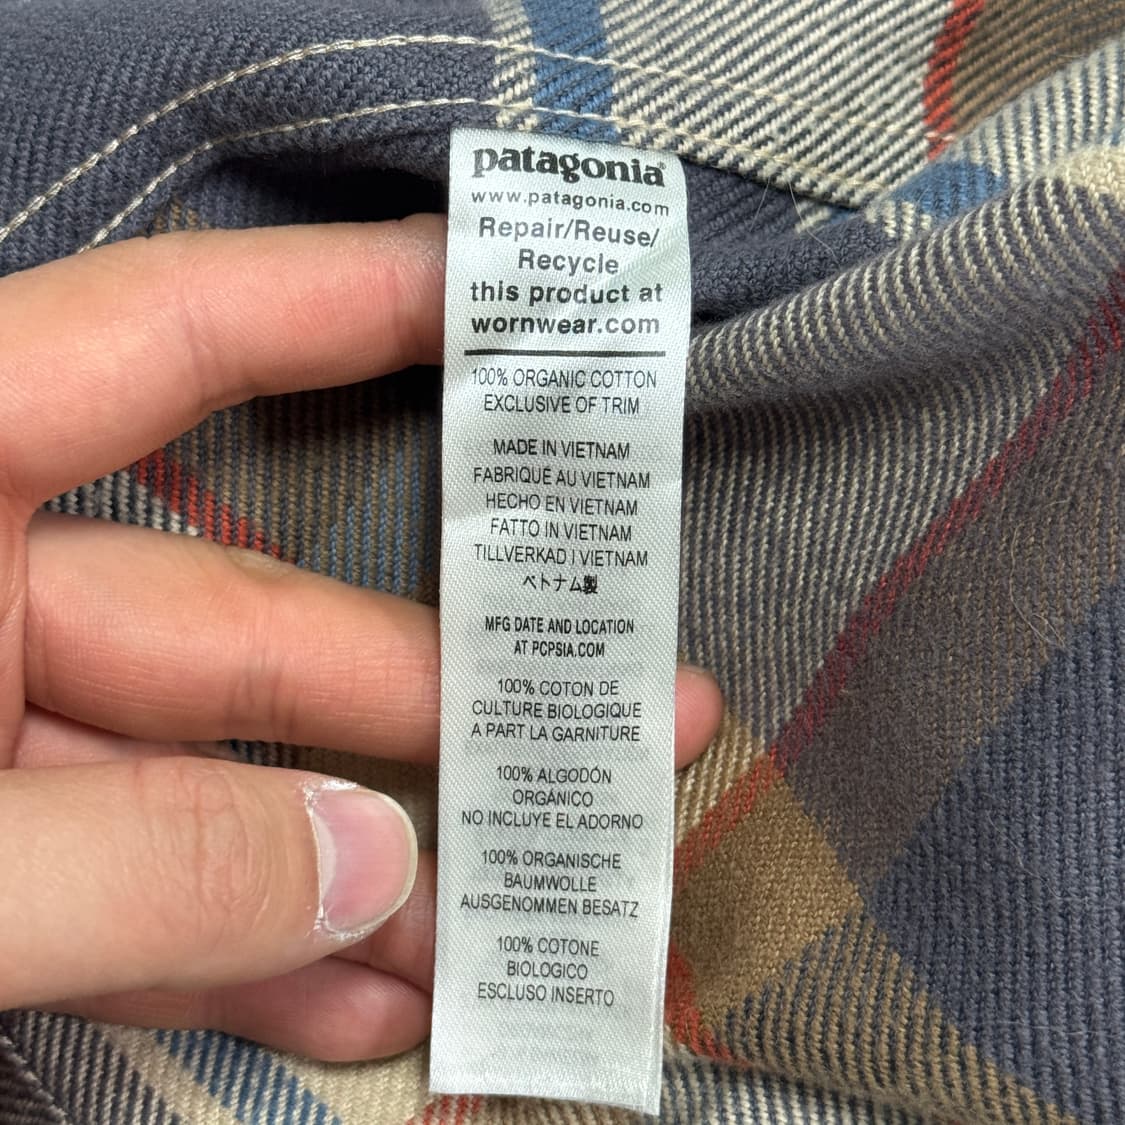 patagonia®
www.patagonia.com
Repair/Reuse/
Recycle
this product at
wornwear.com
100% ORGANIC COTTON
EXCLUSIVE OF TRIM
MADE IN VIETNAM
FABRIQUÉ AU VIETNAM
HECHO EN VIETNAM
FATTO IN VIETNAM
TILLVERKAD I VIETNAM
ベトナム製
MFG DATE AND LOCATION
AT PCPSIA.COM
100% COTON DE
CULTURE BIOLOGIQUE
A PART LA GARNITURE
100% ALGODÓN
ORGÁNICO
NO INCLUYE EL ADORNO
100% ORGANISCHE
BAUMWOLLE
AUSGENOMMEN BESATZ
100% COTONE
BIOLOGICO
ESCLUSO INSERTO